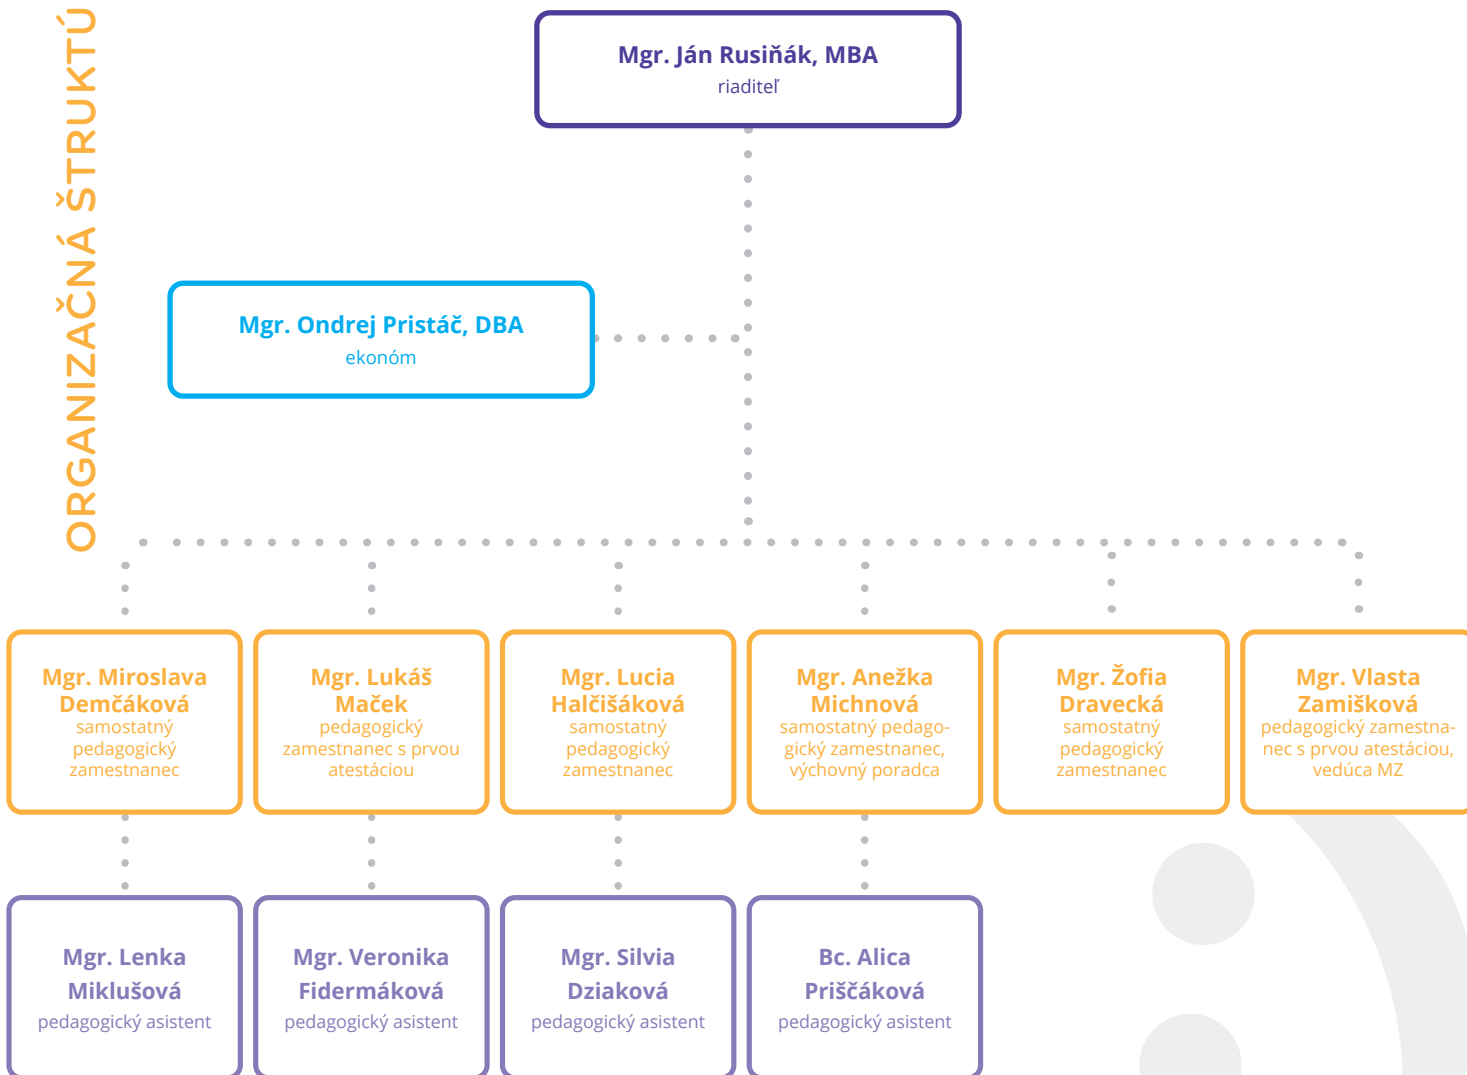 ORGANIZAČNÁ ŠTRUKTÚ
Mgr. Ján Rusiňák, MBA
riaditeľ
Mgr. Ondrej Pristáč, DBA
ekonóm
Mgr. Miroslava
Demčáková
samostatný
pedagogický
zamestnanec
Mgr. Lukáš
Maček
pedagogický
zamestnanec s prvou
atestáciou
Mgr. Lucia
Halčišáková
samostatný
pedagogický
zamestnanec
Mgr. Anežka
Michnová
samostatný pedago-
gický zamestnanec,
výchovný poradca
Mgr. Žofia
Dravecká
samostatný
pedagogický
zamestnanec
Mgr. Vlasta
Zamišková
pedagogický zamestna-
nec s prvou atestáciou,
vedúca MZ
Mgr. Lenka
Miklušová
pedagogický asistent
Mgr. Veronika
Fidermáková
pedagogický asistent
Mgr. Silvia
Dziaková
pedagogický asistent
Bc. Alica
Priščáková
pedagogický asistent